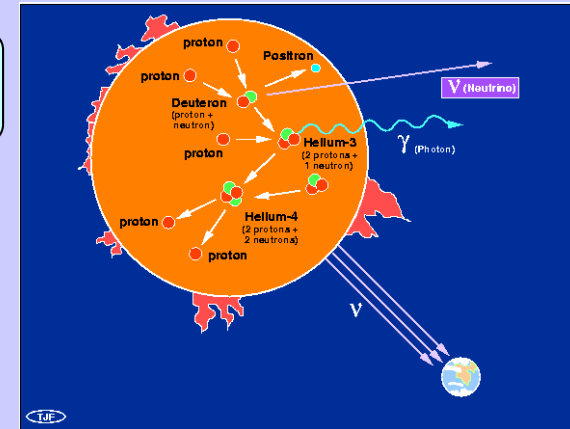 proton
Positron
proton
ν (Neutrino)
Deuteron
(proton +
neutron)
proton
Helium-3
(2 protons +
1 neutron)
γ (Photon)
Helium-4
(2 protons +
2 neutrons)
proton
proton
ν
TJF